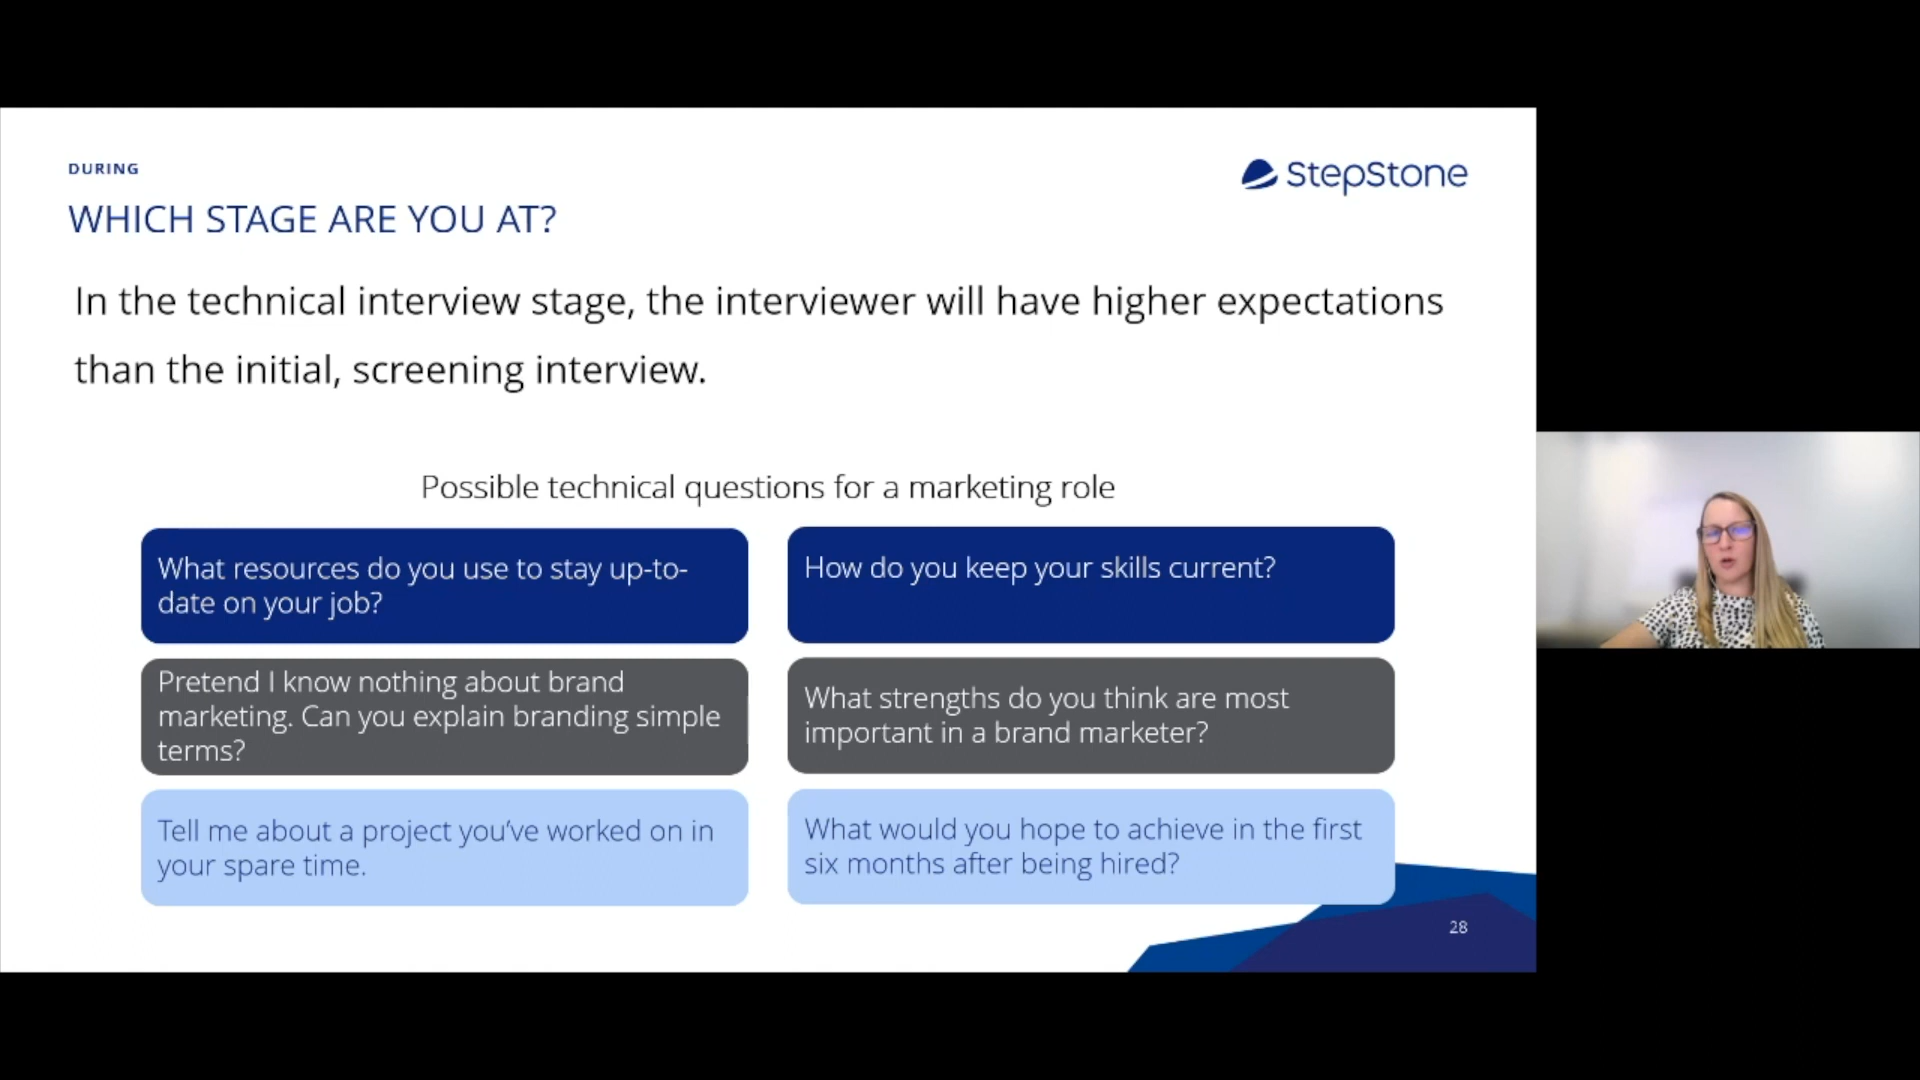 DURING
StepStone
WHICH STAGE ARE YOU AT?
In the technical interview stage, the interviewer will have higher expectations
than the initial, screening interview.
Possible technical questions for a marketing role
What resources do you use to stay up-to-
date on your job?
How do you keep your skills current?
Pretend I know nothing about brand
marketing. Can you explain branding simple
terms?
What strengths do you think are most
important in a brand marketer?
Tell me about a project you’ve worked on in
your spare time.
What would you hope to achieve in the first
six months after being hired?
28